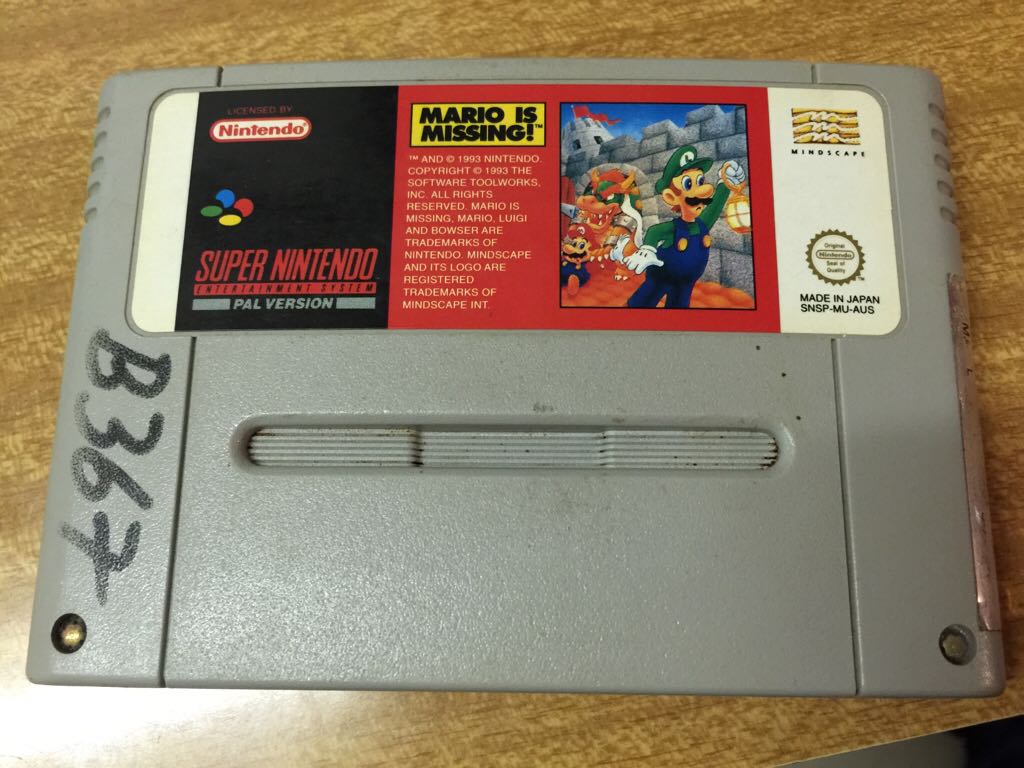 LICENSED BY
Nintendo®
SUPER NINTENDO
ENTERTAINMENT SYSTEM
PAL VERSION
MARIO IS
MISSING!™
™ AND © 1993 NINTENDO.
COPYRIGHT © 1993 THE
SOFTWARE TOOLWORKS,
INC. ALL RIGHTS
RESERVED. MARIO IS
MISSING, MARIO, LUIGI
AND BOWSER ARE
TRADEMARKS OF
NINTENDO. MINDSCAPE
AND ITS LOGO ARE
REGISTERED
TRADEMARKS OF
MINDSCAPE INT.
L
MINDSCAPE
Original
Nintendo
Seal of
Quality
MADE IN JAPAN
SNSP-MU-AUS
B367